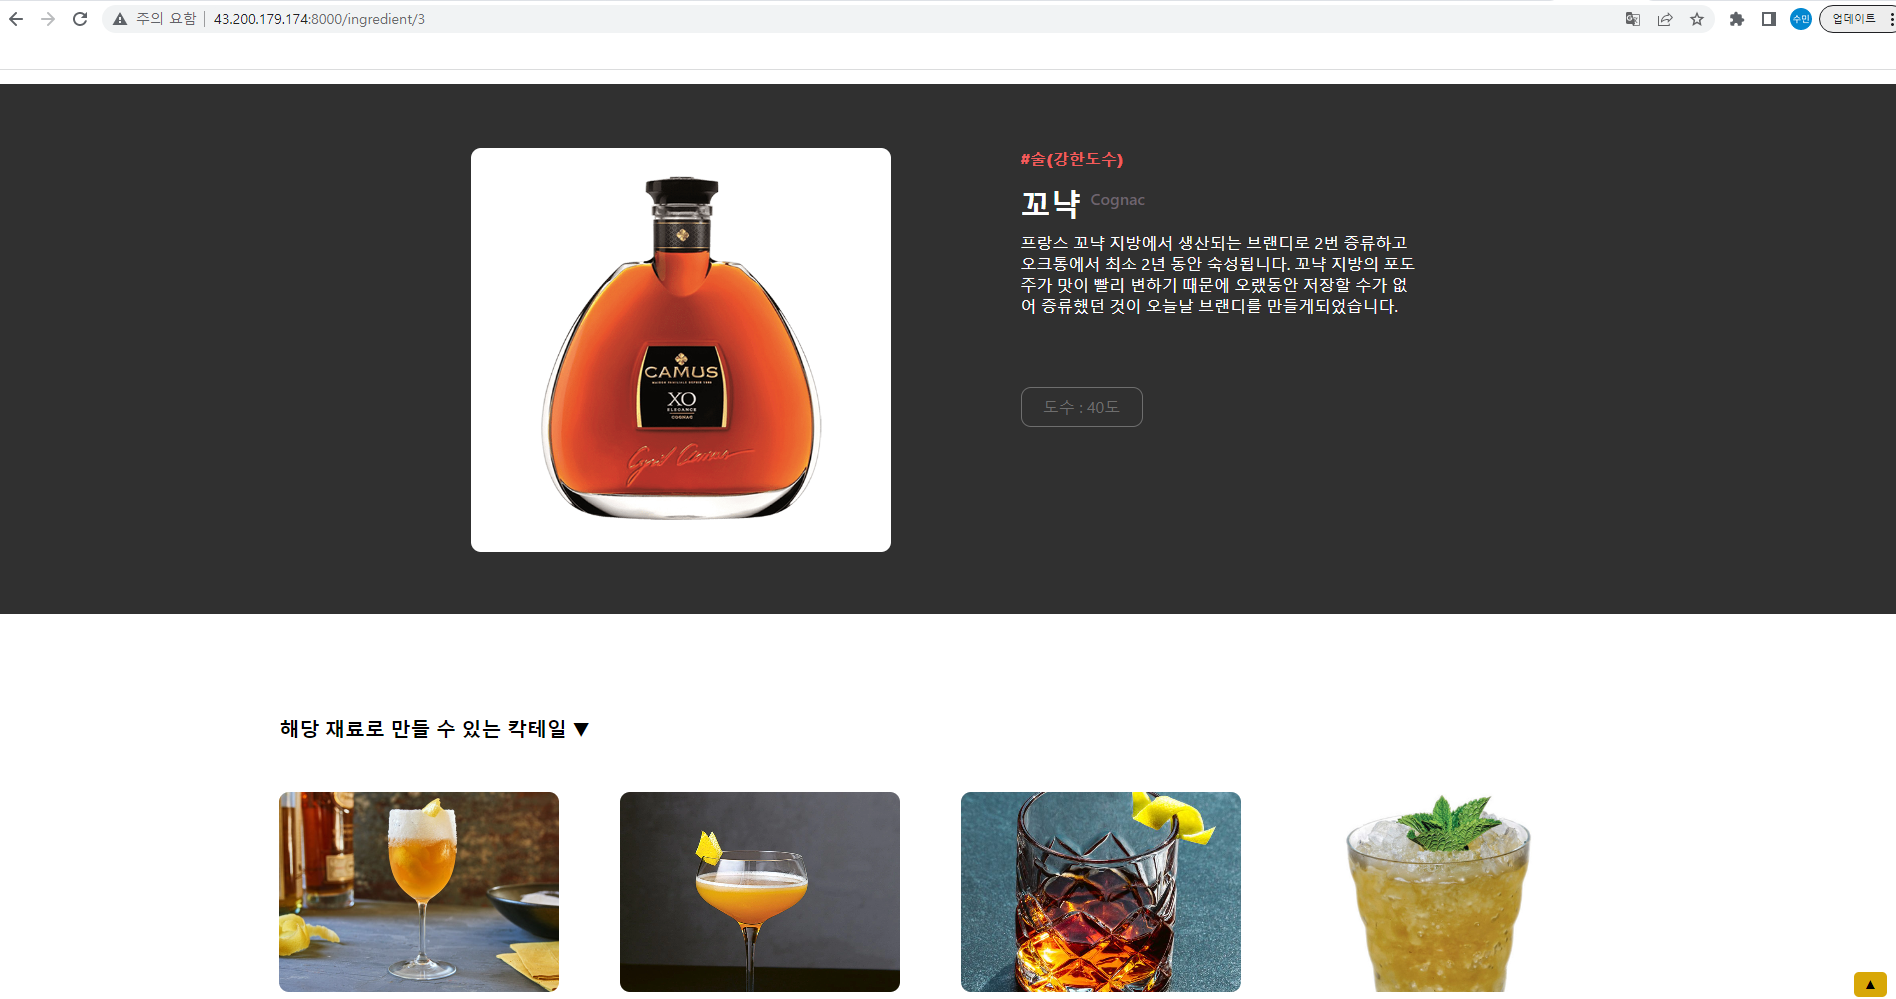 주의 요함 | 43.200.179.174:8000/ingredient/3
수민
업데이트
#술(강한도수)
꼬냑 Cognac
프랑스 꼬냑 지방에서 생산되는 브랜디로 2번 증류하고
오크통에서 최소 2년 동안 숙성됩니다. 꼬냑 지방의 포도
주가 맛이 빨리 변하기 때문에 오랬동안 저장할 수가 없
어 증류했던 것이 오늘날 브랜디를 만들게되었습니다.
도수 : 40도
CAMUS
XO
ELEGANCE
COGNAC
해당 재료로 만들 수 있는 칵테일 ▼
▲